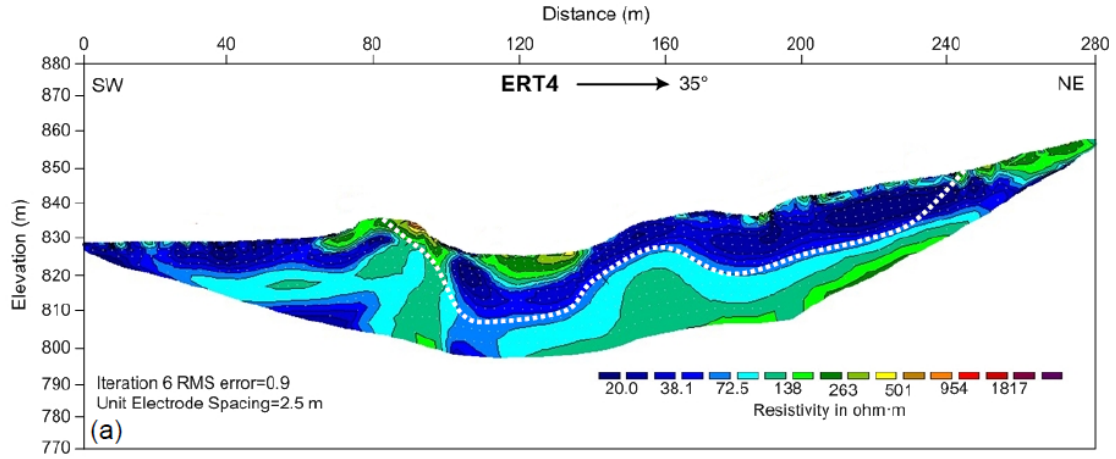 Distance (m)
0 40 80 120 160 200 240 280
880
870
860
850
840
830
820
810
800
790
780
770
Elevation (m)
SW ERT4 35° NE
Iteration 6 RMS error=0.9
Unit Electrode Spacing=2.5 m
(a)
20.0 38.1 72.5 138 263 501 954 1817
Resistivity in ohm·m